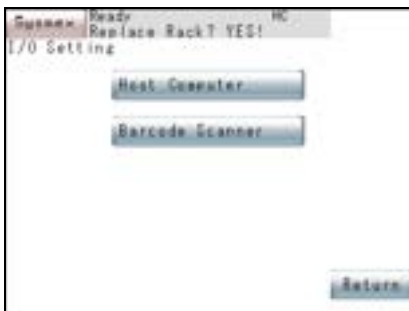 Sysmex Ready HC
Replace Rack? YES!
I/O Setting
Host Computer
Barcode Scanner
Return